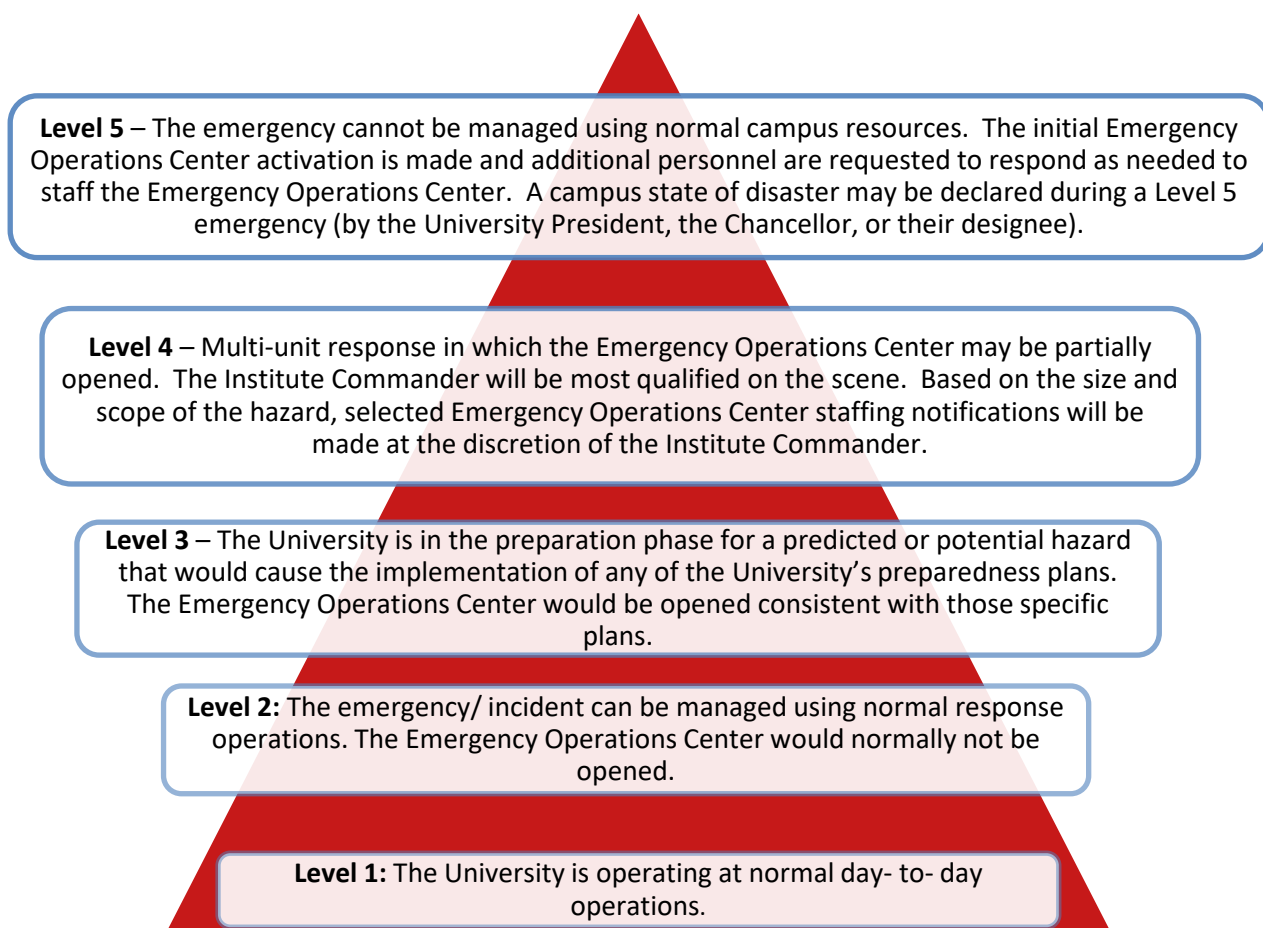 Level 5 – The emergency cannot be managed using normal campus resources.  The initial Emergency
Operations Center activation is made and additional personnel are requested to respond as needed to
staff the Emergency Operations Center.  A campus state of disaster may be declared during a Level 5
emergency (by the University President, the Chancellor, or their designee).
Level 4 – Multi-unit response in which the Emergency Operations Center may be partially
opened.  The Institute Commander will be most qualified on the scene.  Based on the size and
scope of the hazard, selected Emergency Operations Center staffing notifications will be
made at the discretion of the Institute Commander.
Level 3 – The University is in the preparation phase for a predicted or potential hazard
that would cause the implementation of any of the University's preparedness plans.
The Emergency Operations Center would be opened consistent with those specific
plans.
Level 2: The emergency/ incident can be managed using normal response
operations. The Emergency Operations Center would normally not be
opened.
Level 1: The University is operating at normal day- to- day
operations.